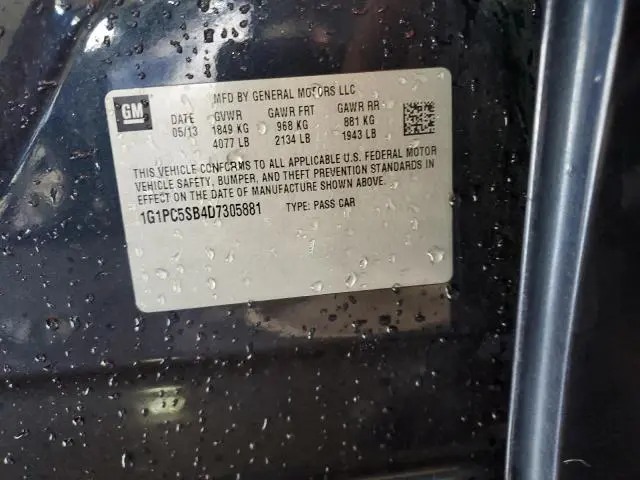 GM
MFD BY GENERAL MOTORS LLC
DATE GVWR GAWR FRT GAWR RR
05/13 1849 KG 968 KG 881 KG
4077 LB 2134 LB 1943 LB
THIS VEHICLE CONFORMS TO ALL APPLICABLE U.S. FEDERAL MOTOR
VEHICLE SAFETY, BUMPER, AND THEFT PREVENTION STANDARDS IN
EFFECT ON THE DATE OF MANUFACTURE SHOWN ABOVE.
1G1PC5SB4D7305881 TYPE: PASS CAR